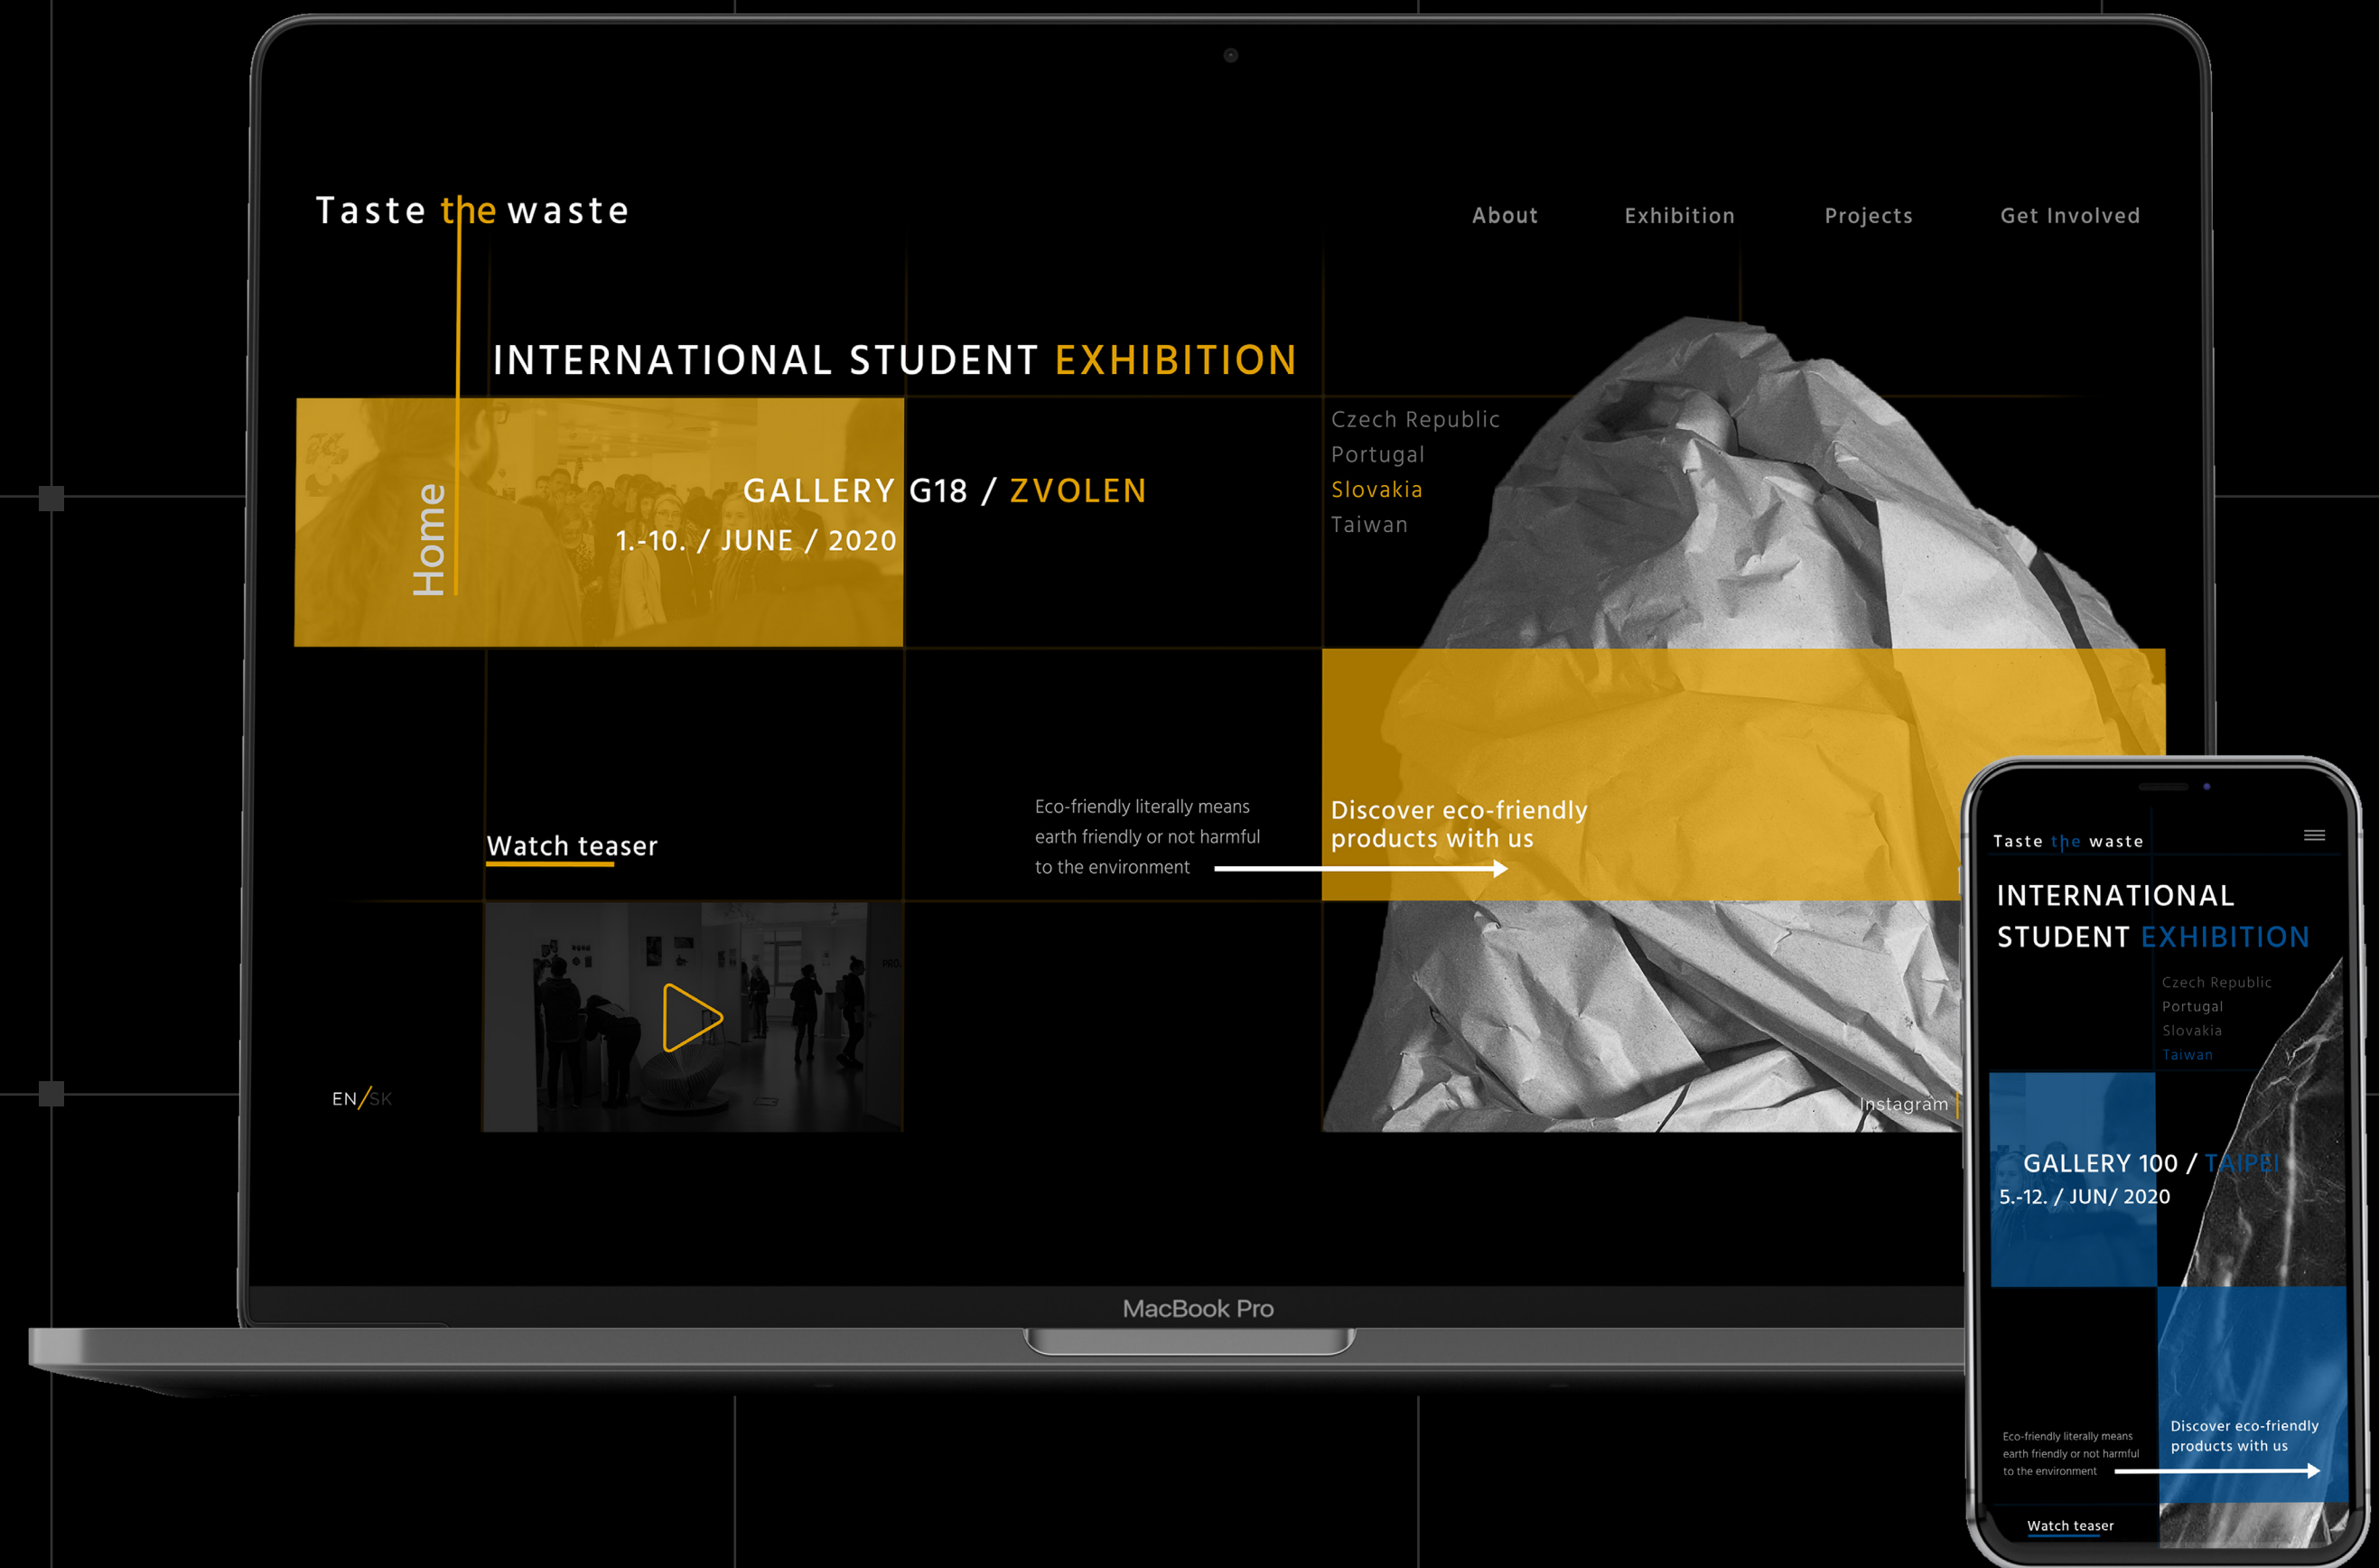 Taste the waste
About Exhibition Projects Get Involved
INTERNATIONAL STUDENT EXHIBITION
Czech Republic
Portugal
Slovakia
Taiwan
Home
GALLERY G18 / ZVOLEN
1.-10. / JUNE / 2020
Watch teaser
Eco-friendly literally means
earth friendly or not harmful
to the environment
Discover eco-friendly
products with us
PRO
EN/SK
Instagram
MacBook Pro
Taste the waste
INTERNATIONAL
STUDENT EXHIBITION
Czech Republic
Portugal
Slovakia
Taiwan
GALLERY 100 / TAIPEI
5.-12. / JUN/ 2020
Eco-friendly literally means
earth friendly or not harmful
to the environment
Discover eco-friendly
products with us
Watch teaser